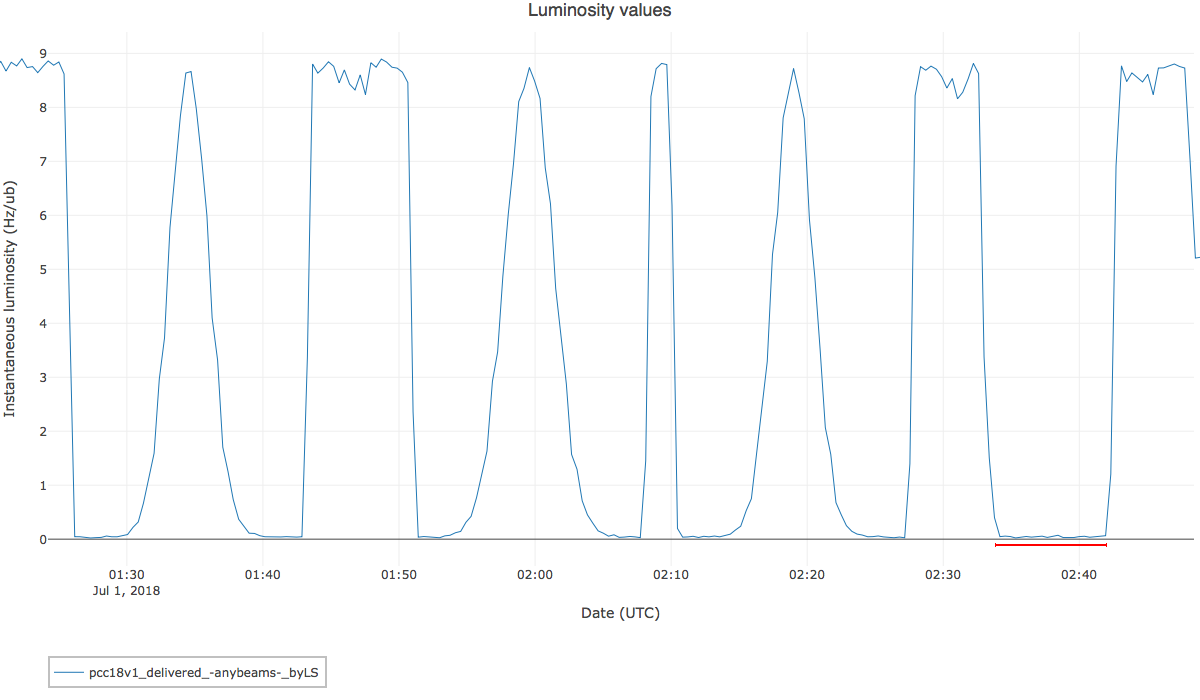 Luminosity values
Instantaneous luminosity (Hz/ub)
9
8
7
6
5
4
3
2
1
0
01:30 01:40 01:50 02:00 02:10 02:20 02:30 02:40
Jul 1, 2018
Date (UTC)
pcc18v1_delivered_-anybeams-_byLS